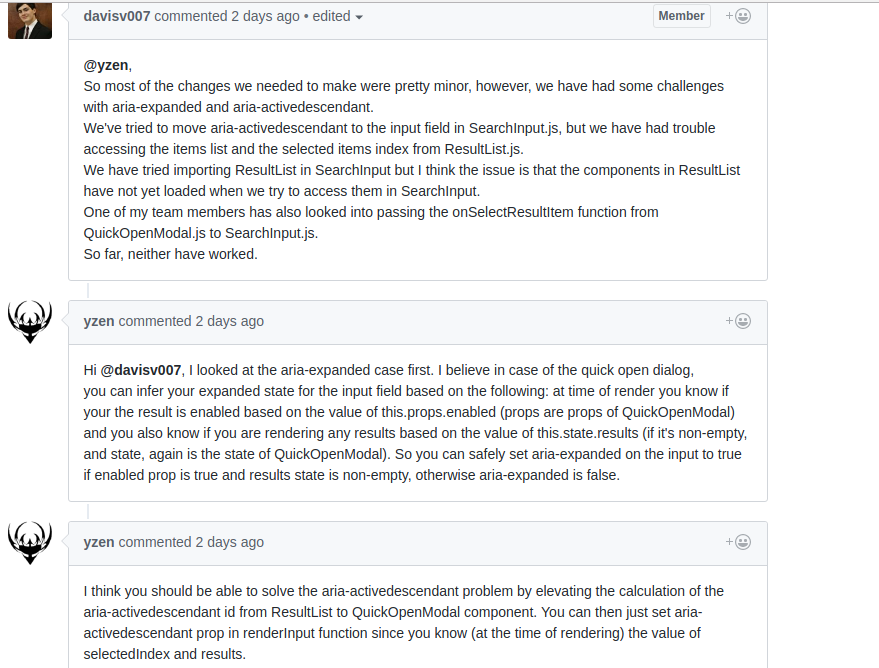 davisv007 commented 2 days ago • edited
Member
@yzen,
So most of the changes we needed to make were pretty minor, however, we have had some challenges
with aria-expanded and aria-activedescendant.
We've tried to move aria-activedescendant to the input field in SearchInput.js, but we have had trouble
accessing the items list and the selected items index from ResultList.js.
We have tried importing ResultList in SearchInput but I think the issue is that the components in ResultList
have not yet loaded when we try to access them in SearchInput.
One of my team members has also looked into passing the onSelectResultItem function from
QuickOpenModal.js to SearchInput.js.
So far, neither have worked.
yzen commented 2 days ago
Hi @davisv007, I looked at the aria-expanded case first. I believe in case of the quick open dialog,
you can infer your expanded state for the input field based on the following: at time of render you know if
your the result is enabled based on the value of this.props.enabled (props are props of QuickOpenModal)
and you also know if you are rendering any results based on the value of this.state.results (if it's non-empty,
and state, again is the state of QuickOpenModal). So you can safely set aria-expanded on the input to true
if enabled prop is true and results state is non-empty, otherwise aria-expanded is false.
yzen commented 2 days ago
I think you should be able to solve the aria-activedescendant problem by elevating the calculation of the
aria-activedescendant id from ResultList to QuickOpenModal component. You can then just set aria-
activedescendant prop in renderInput function since you know (at the time of rendering) the value of
selectedIndex and results.